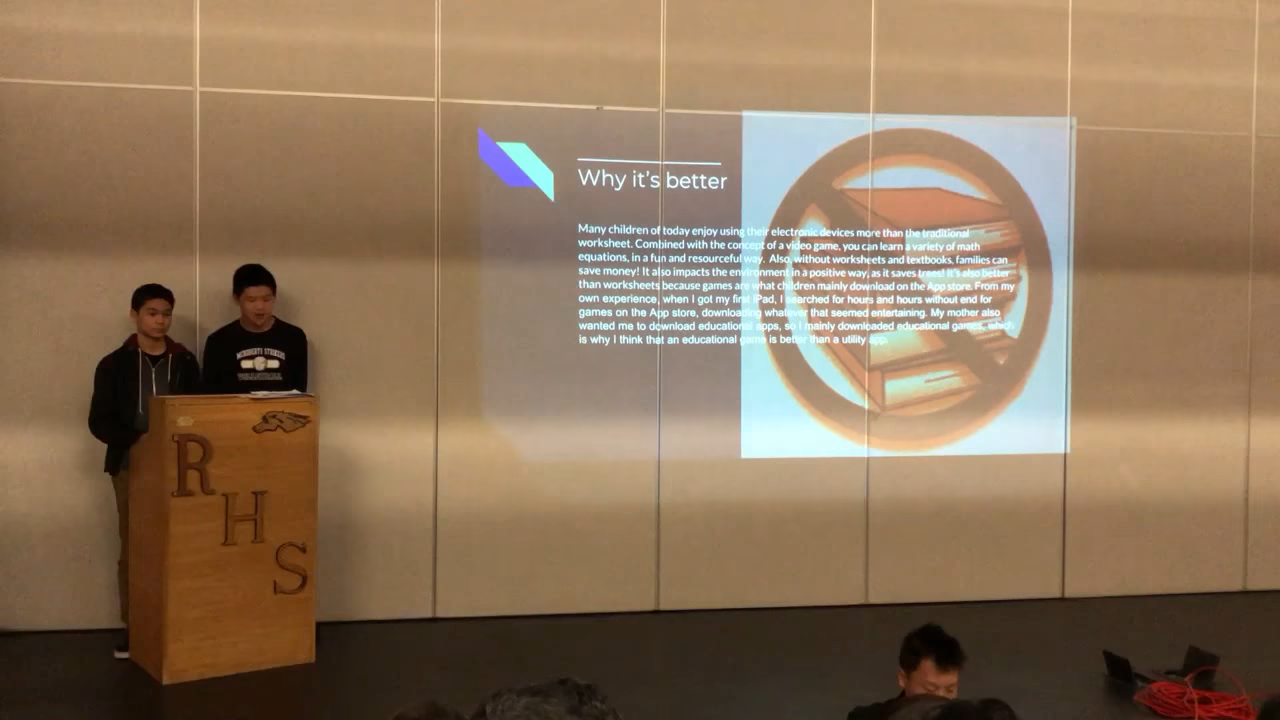 Why it's better
Many children of today enjoy using their electronic devices more than the traditional
worksheet. Combined with the concept of a video game, you can learn a variety of math
equations, in a fun and resourceful way. Also, without worksheets and textbooks, families can
save money! It also impacts the environment in a positive way, as it saves trees! It's also better
than worksheets because games are what children mainly download on the App store. From my
own experience, when I got my first iPad, I searched for hours and hours without end for
games on the App store, downloading whatever that seemed entertaining. My mother also
wanted me to download educational apps, so I mainly downloaded educational games, which
is why I think that an educational game is better than a utility app.
R
H
S